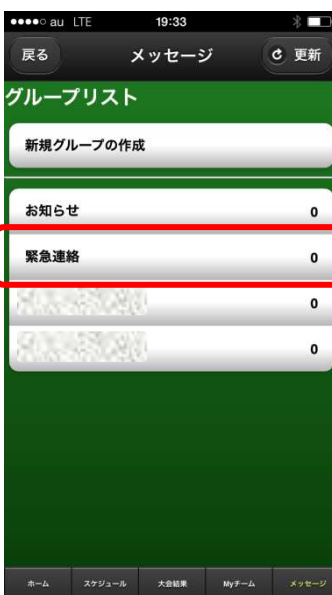 au LTE 19:33
戻る メッセージ 更新
グループリスト
新規グループの作成
お知らせ 0
緊急連絡 0
0
0
ホーム スケジュール 大会結果 Myチーム メッセージ